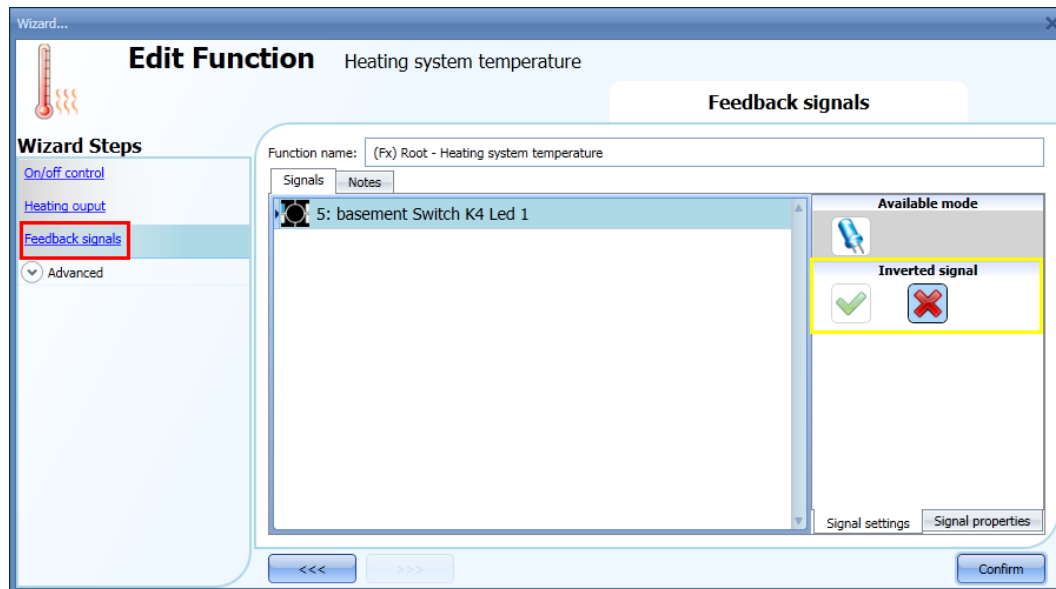 Wizard...
Edit Function Heating system temperature
Feedback signals
Wizard Steps
On/off control
Heating ouput
Feedback signals
Advanced
Function name: (Fx) Root - Heating system temperature
Signals Notes
5: basement Switch K4 Led 1
Available mode
Inverted signal
Signal settings Signal properties
<<< >>> Confirm